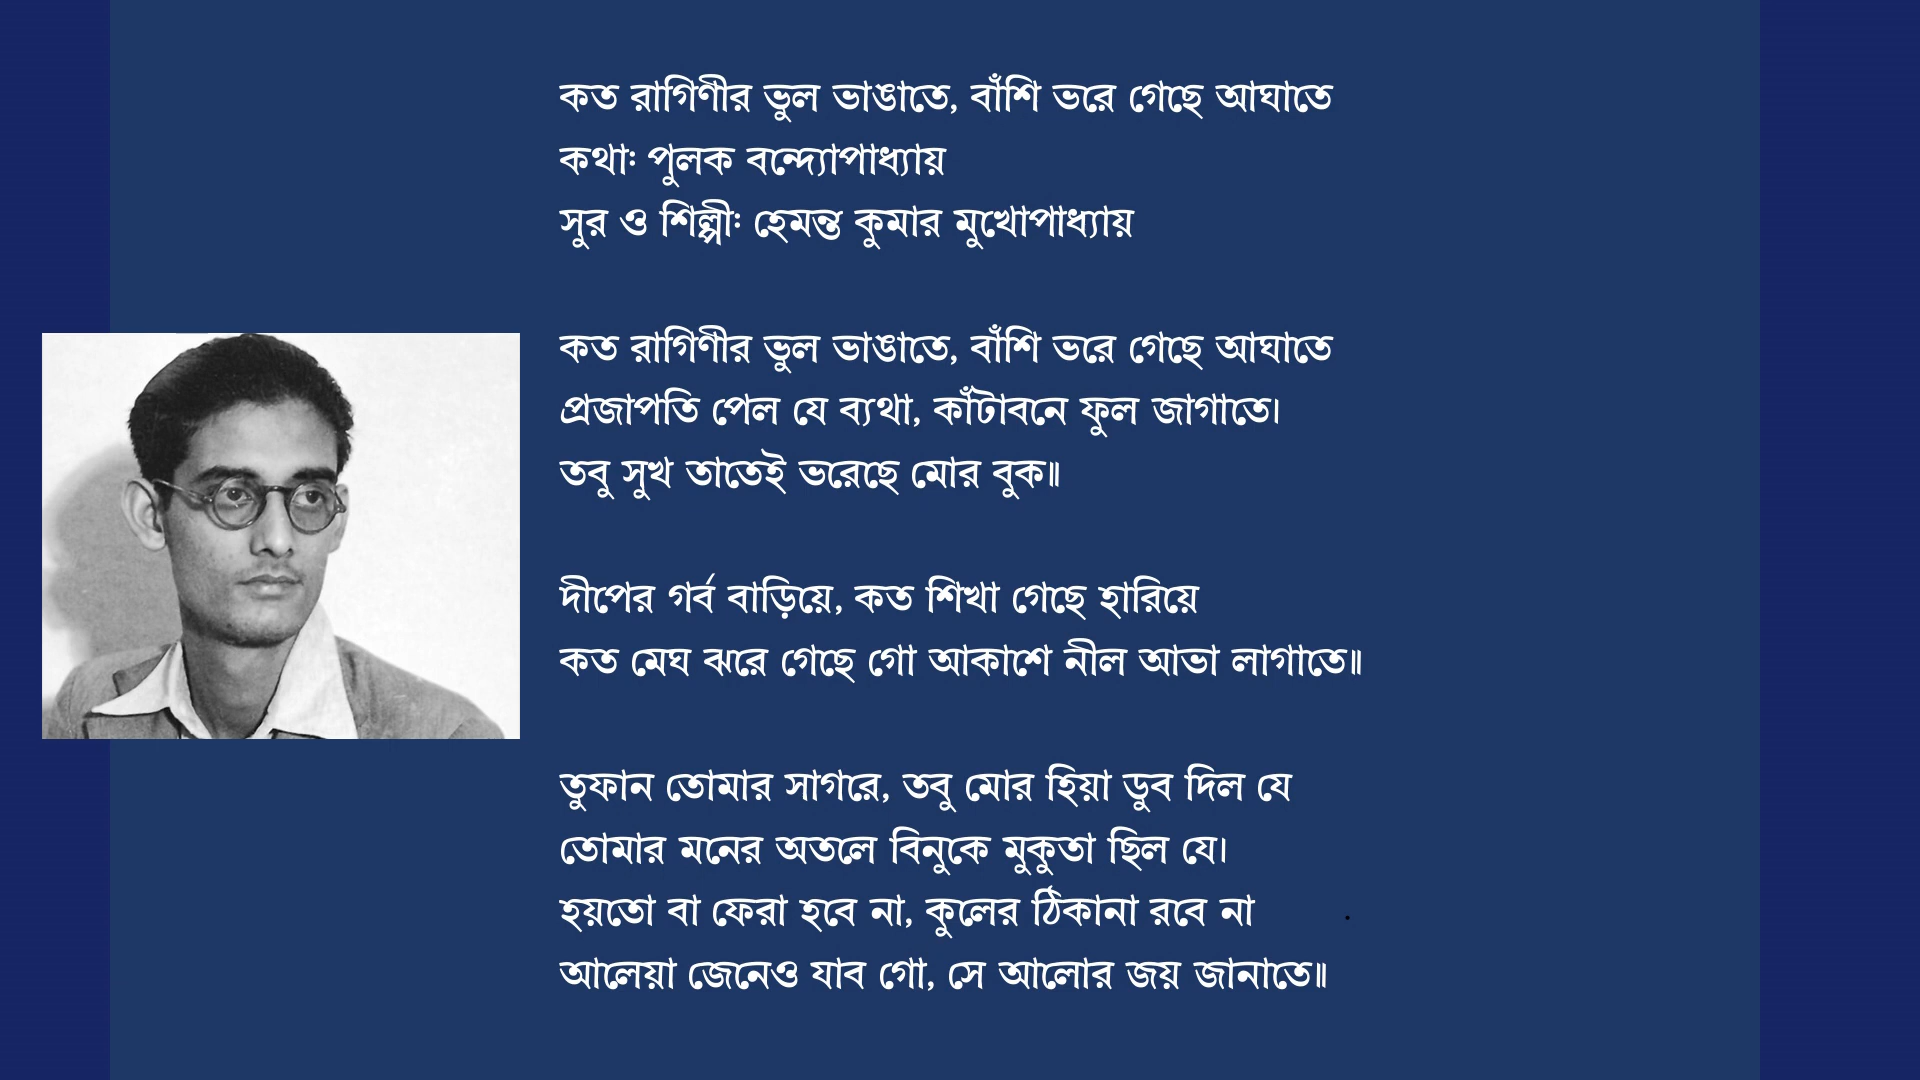 কত রাগিণীর ভুল ভাঙাতে, বাঁশি ভরে গেছে আঘাতে
কথাঃ পুলক বন্দ্যোপাধ্যায়
সুর ও শিল্পীঃ হেমন্ত কুমার মুখোপাধ্যায়
কত রাগিণীর ভুল ভাঙাতে, বাঁশি ভরে গেছে আঘাতে
প্রজাপতি পেল যে ব্যথা, কাঁটাবনে ফুল জাগাতে।
তবু সুখ তাতেই ভরেছে মোর বুক॥
দীপের গর্ব বাড়িয়ে, কত শিখা গেছে হারিয়ে
কত মেঘ ঝরে গেছে গো আকাশে নীল আভা লাগাতে॥
তুফান তোমার সাগরে, তবু মোর হিয়া ডুব দিল যে
তোমার মনের অতলে বিনুকে মুকুতা ছিল যে।
হয়তো বা ফেরা হবে না, কুলের ঠিকানা রবে না
আলেয়া জেনেও যাব গো, সে আলোর জয় জানাতে॥